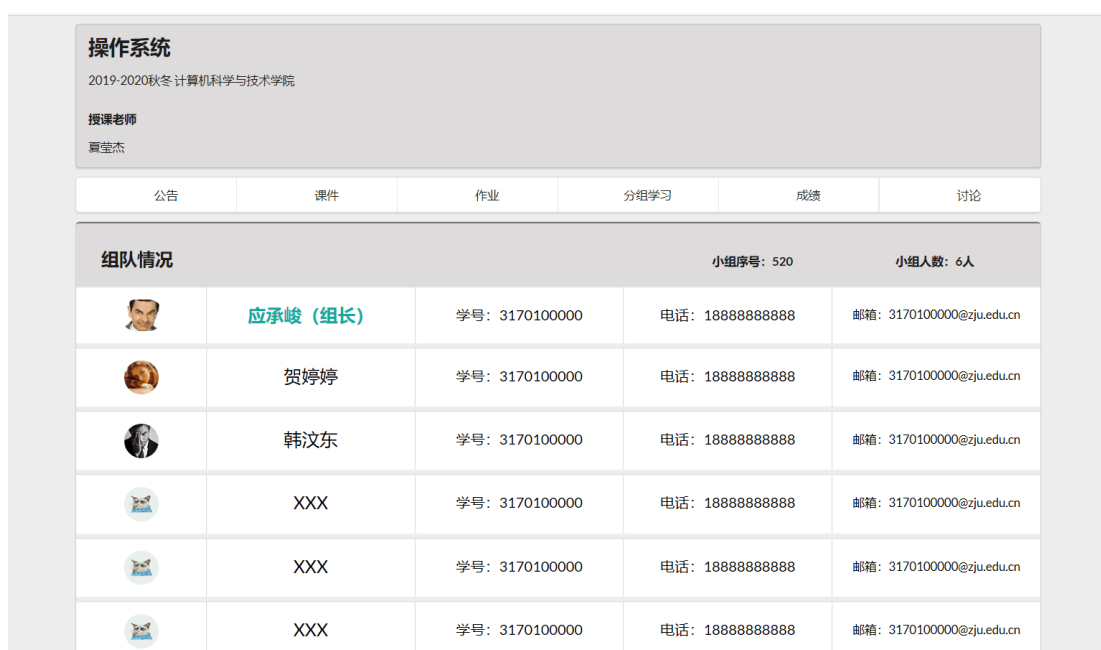 操作系统
2019-2020秋冬 计算机科学与技术学院
授课老师
夏莹杰
公告 课件 作业 分组学习 成绩 讨论
组队情况 小组序号：520 小组人数：6人
应承峻（组长） 学号：3170100000 电话：18888888888 邮箱：3170100000@zju.edu.cn
贺婷婷 学号：3170100000 电话：18888888888 邮箱：3170100000@zju.edu.cn
韩汶东 学号：3170100000 电话：18888888888 邮箱：3170100000@zju.edu.cn
XXX 学号：3170100000 电话：18888888888 邮箱：3170100000@zju.edu.cn
XXX 学号：3170100000 电话：18888888888 邮箱：3170100000@zju.edu.cn
XXX 学号：3170100000 电话：18888888888 邮箱：3170100000@zju.edu.cn